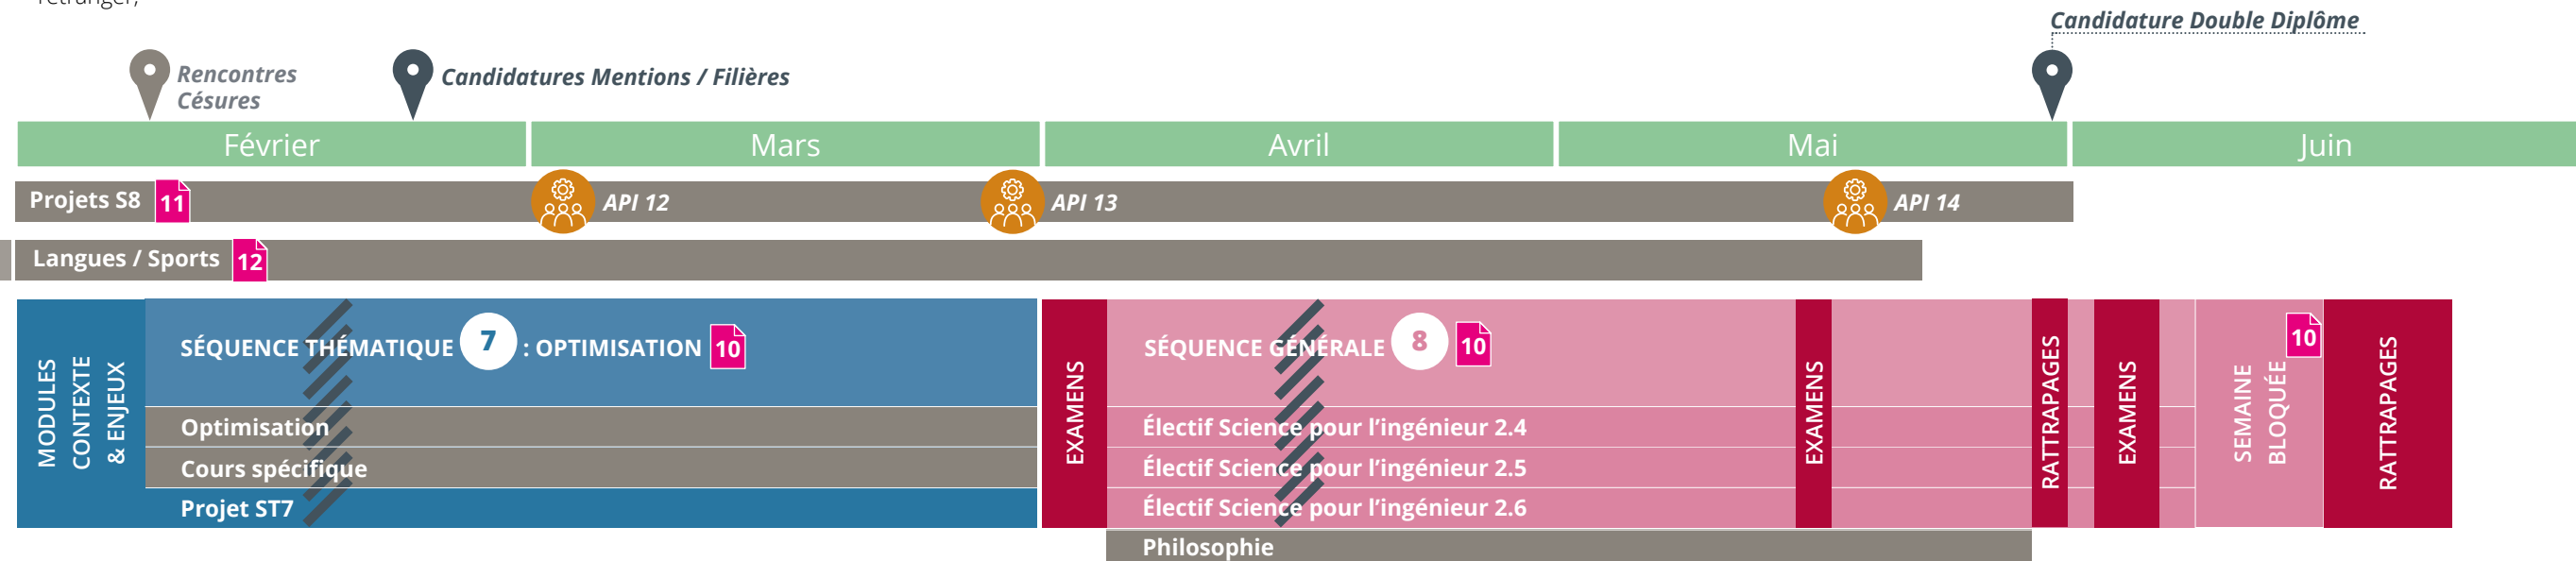 l'étranger,
Candidature Double Diplôme
Rencontres
Césures
Candidatures Mentions / Filières
Février
Mars
Avril
Mai
Juin
Projets S8 11
API 12
API 13
API 14
Langues / Sports 12
MODULES
CONTEXTE
& ENJEUX
SÉQUENCE THÉMATIQUE 7 : OPTIMISATION 10
Optimisation
Cours spécifique
Projet ST7
EXAMENS
SÉQUENCE GÉNÉRALE 8 10
Électif Science pour l'ingénieur 2.4
Électif Science pour l'ingénieur 2.5
Électif Science pour l'ingénieur 2.6
Philosophie
EXAMENS
RATTRAPAGES
EXAMENS
SEMAINE
BLOQUÉE
10
RATTRAPAGES